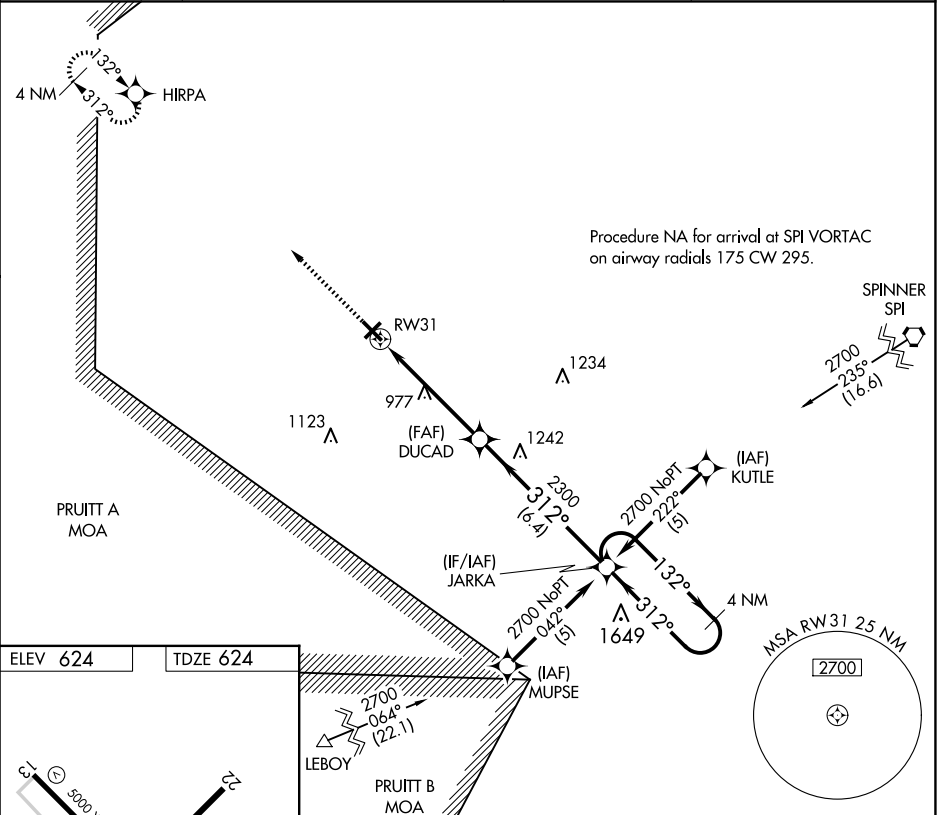 132°
4 NM
312°
HIRPA
Procedure NA for arrival at SPI VORTAC
on airway radials 175 CW 295.
SPINNER
SPI
2700
235°
(16.6)
RW31
1234
977
1123
(FAF)
DUCAD
1242
(IAF)
KUTLE
2700 NoPT
222°
(5)
2300
312°
(6.4)
PRUITT A
MOA
(IF/IAF)
JARKA
132°
312°
4 NM
1649
2700 NoPT
042°
(5)
(IAF)
MUPSE
MSA RW31 25 NM
2700
ELEV 624
TDZE 624
2700
064°
(22.1)
LEBOY
PRUITT B
MOA
13
V
5000
22